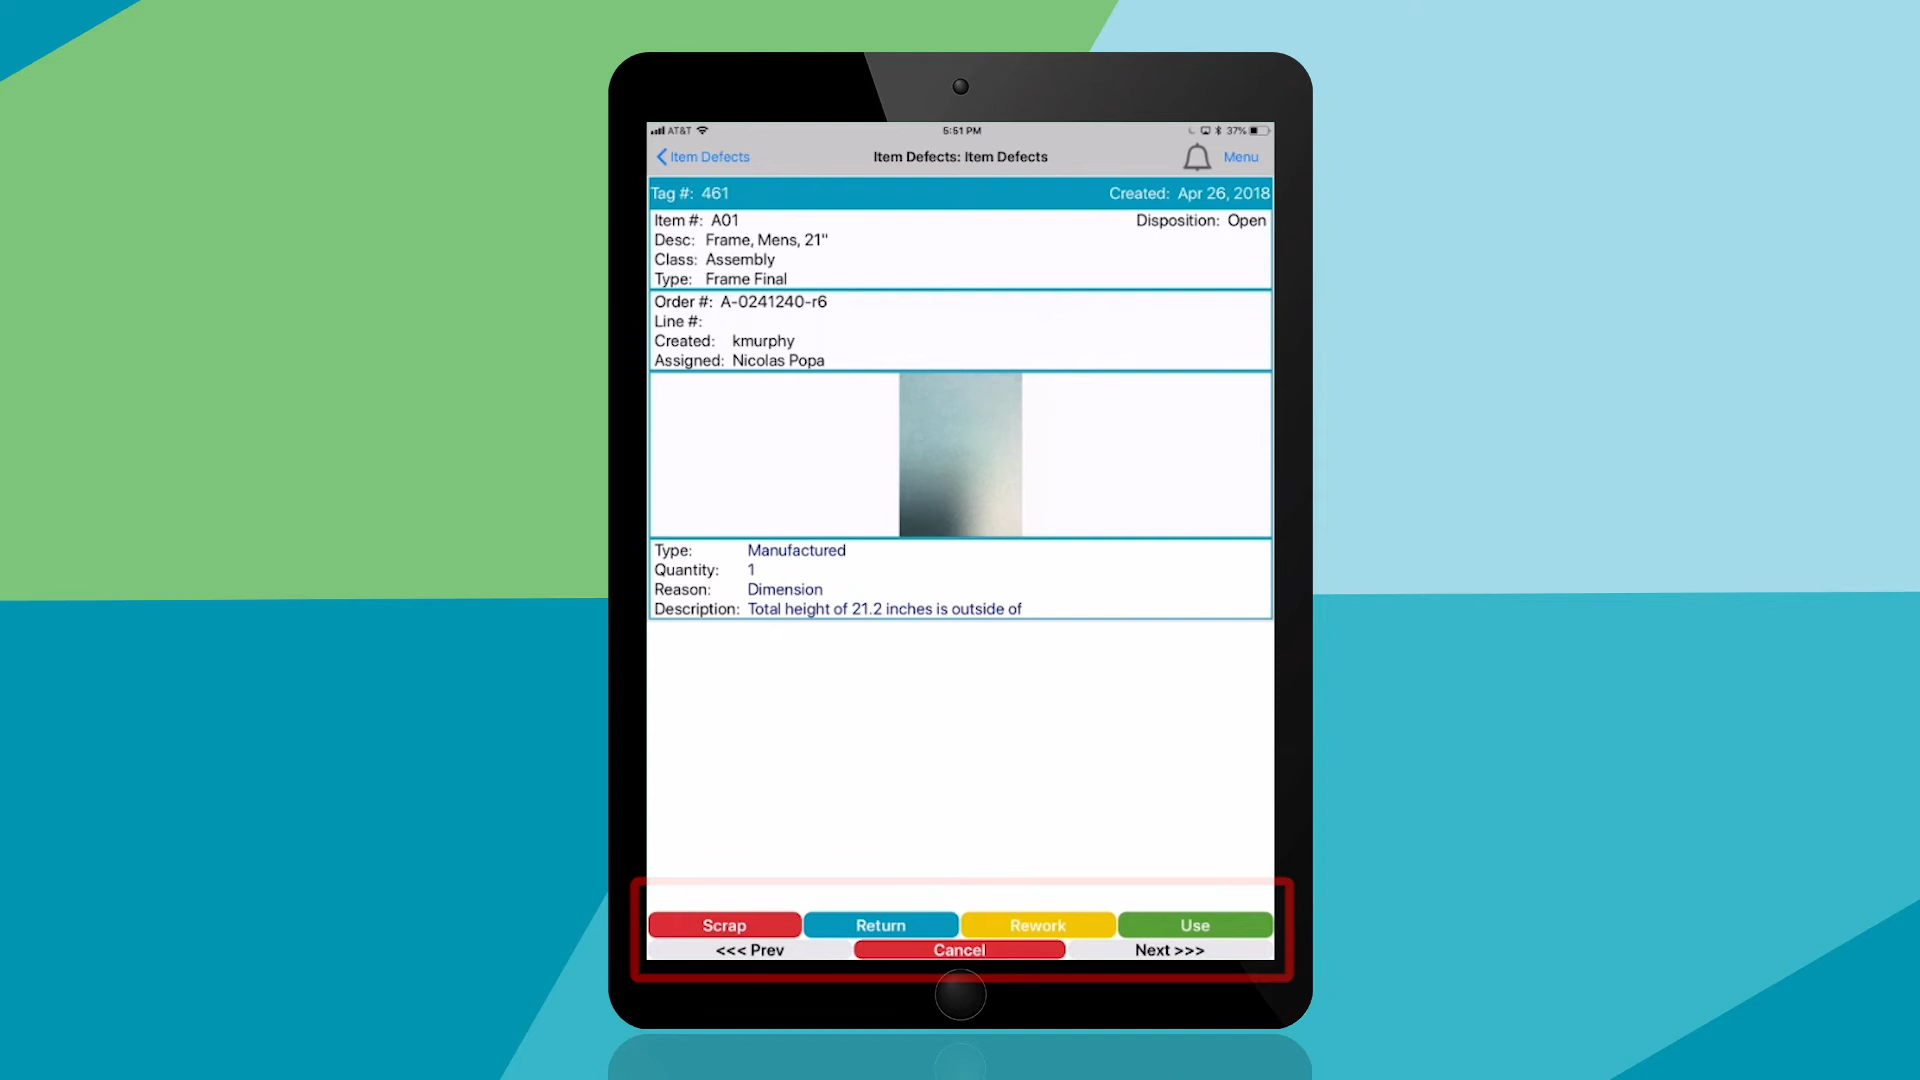 AT&T
5:51 PM
37%
Item Defects
Item Defects: Item Defects
Menu
Tag #: 461
Created: Apr 26, 2018
Item #: A01
Disposition: Open
Desc: Frame, Mens, 21"
Class: Assembly
Type: Frame Final
Order #: A-0241240-r6
Line #:
Created: kmurphy
Assigned: Nicolas Popa
Type: Manufactured
Quantity: 1
Reason: Dimension
Description: Total height of 21.2 inches is outside of
Scrap
Return
Rework
Use
<<< Prev
Cancel
Next >>>